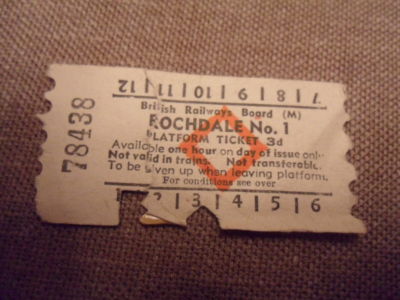 7 | 8 | 9 | 10 | 11 | 12
British Railways Board (M)
ROCHDALE No. 1
PLATFORM TICKET 3d
Available one hour on day of issue only
Not valid in trains. Not transferable.
To be given up when leaving platform.
For conditions see over
2 | 3 | 4 | 5 | 6
78438